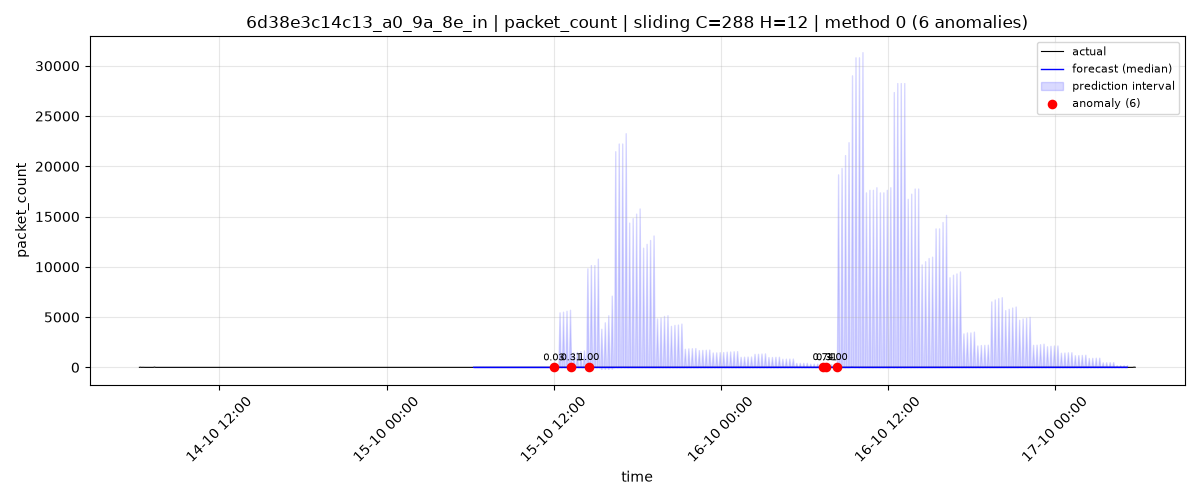 6d38e3c14c13_a0_9a_8e_in | packet_count | sliding C=288 H=12 | method 0 (6 anomalies)
packet_count
30000
25000
20000
15000
10000
5000
0
actual
forecast (median)
prediction interval
anomaly (6)
0.03
0.31
1.00
14-10 12:00
15-10 00:00
15-10 12:00
16-10 00:00
16-10 12:00
17-10 00:00
time